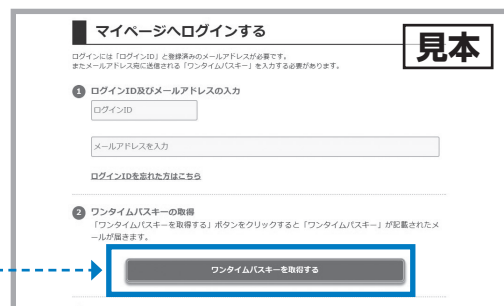 マイページへログインする
見本
ログインには「ログインID」と登録済みのメールアドレスが必要です。
またメールアドレス宛に送信される「ワンタイムパスキー」を入力する必要があります。
1 ログインID及びメールアドレスの入力
ログインID
メールアドレスを入力
ログインIDを忘れた方はこちら
2 ワンタイムパスキーの取得
「ワンタイムパスキーを取得する」ボタンをクリックすると「ワンタイムパスキー」が記載されたメ
ールが届きます。
ワンタイムパスキーを取得する